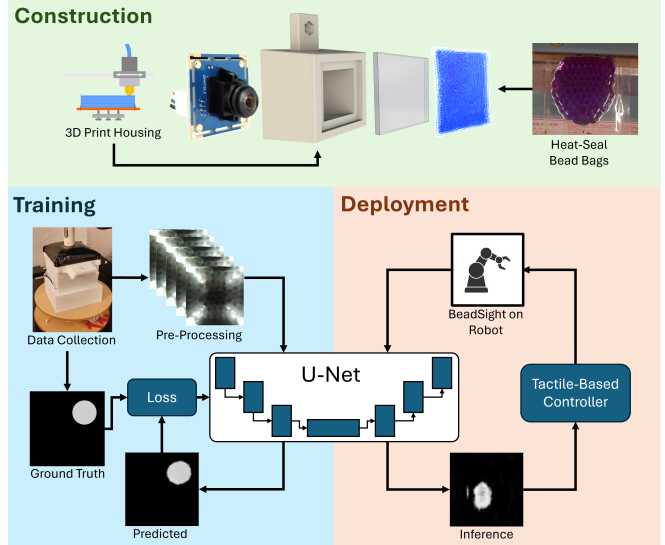 Construction
3D Print Housing
Heat-Seal
Bead Bags
Training
Data Collection
Pre-Processing
Ground Truth
Loss
Predicted
U-Net
Deployment
BeadSight on
Robot
Tactile-Based
Controller
Inference